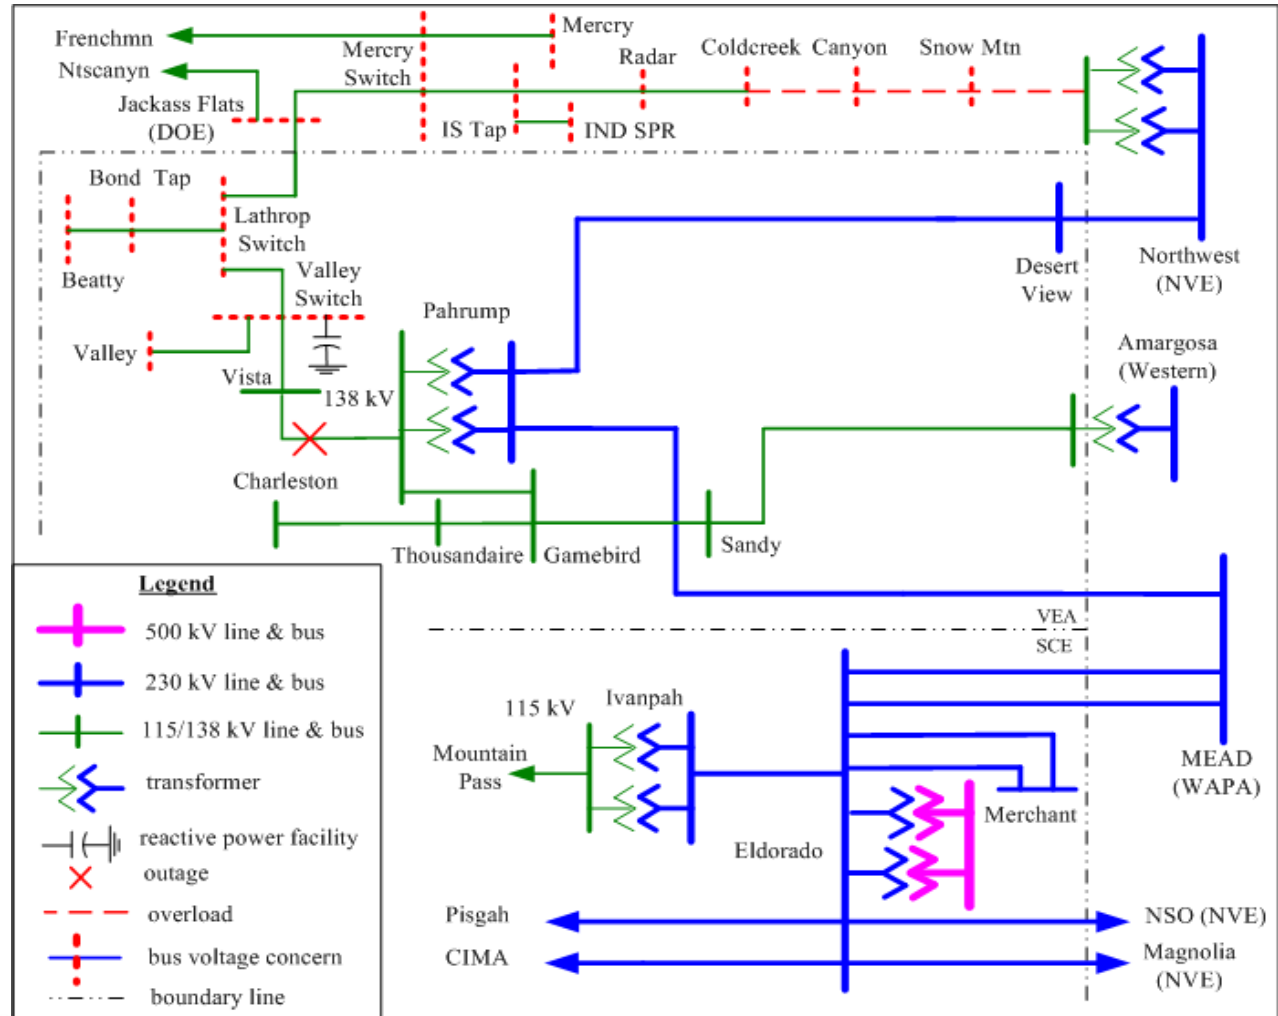 Frenchmn
Mercry
Mercry
Switch
Radar
Coldcreek
Canyon
Snow Mtn
Ntscanyn
Jackass Flats
(DOE)
IS Tap
IND SPR
Bond Tap
Lathrop
Switch
Beatty
Valley
Switch
Desert
View
Northwest
(NVE)
Pahrump
Valley
Vista
138 kV
Amargosa
(Western)
Charleston
Thousandaire
Gamebird
Sandy
VEA
SCE
Legend
500 kV line & bus
230 kV line & bus
115/138 kV line & bus
transformer
reactive power facility
outage
overload
bus voltage concern
boundary line
115 kV
Ivanpah
Mountain
Pass
MEAD
(WAPA)
Merchant
Eldorado
Pisgah
NSO (NVE)
CIMA
Magnolia
(NVE)